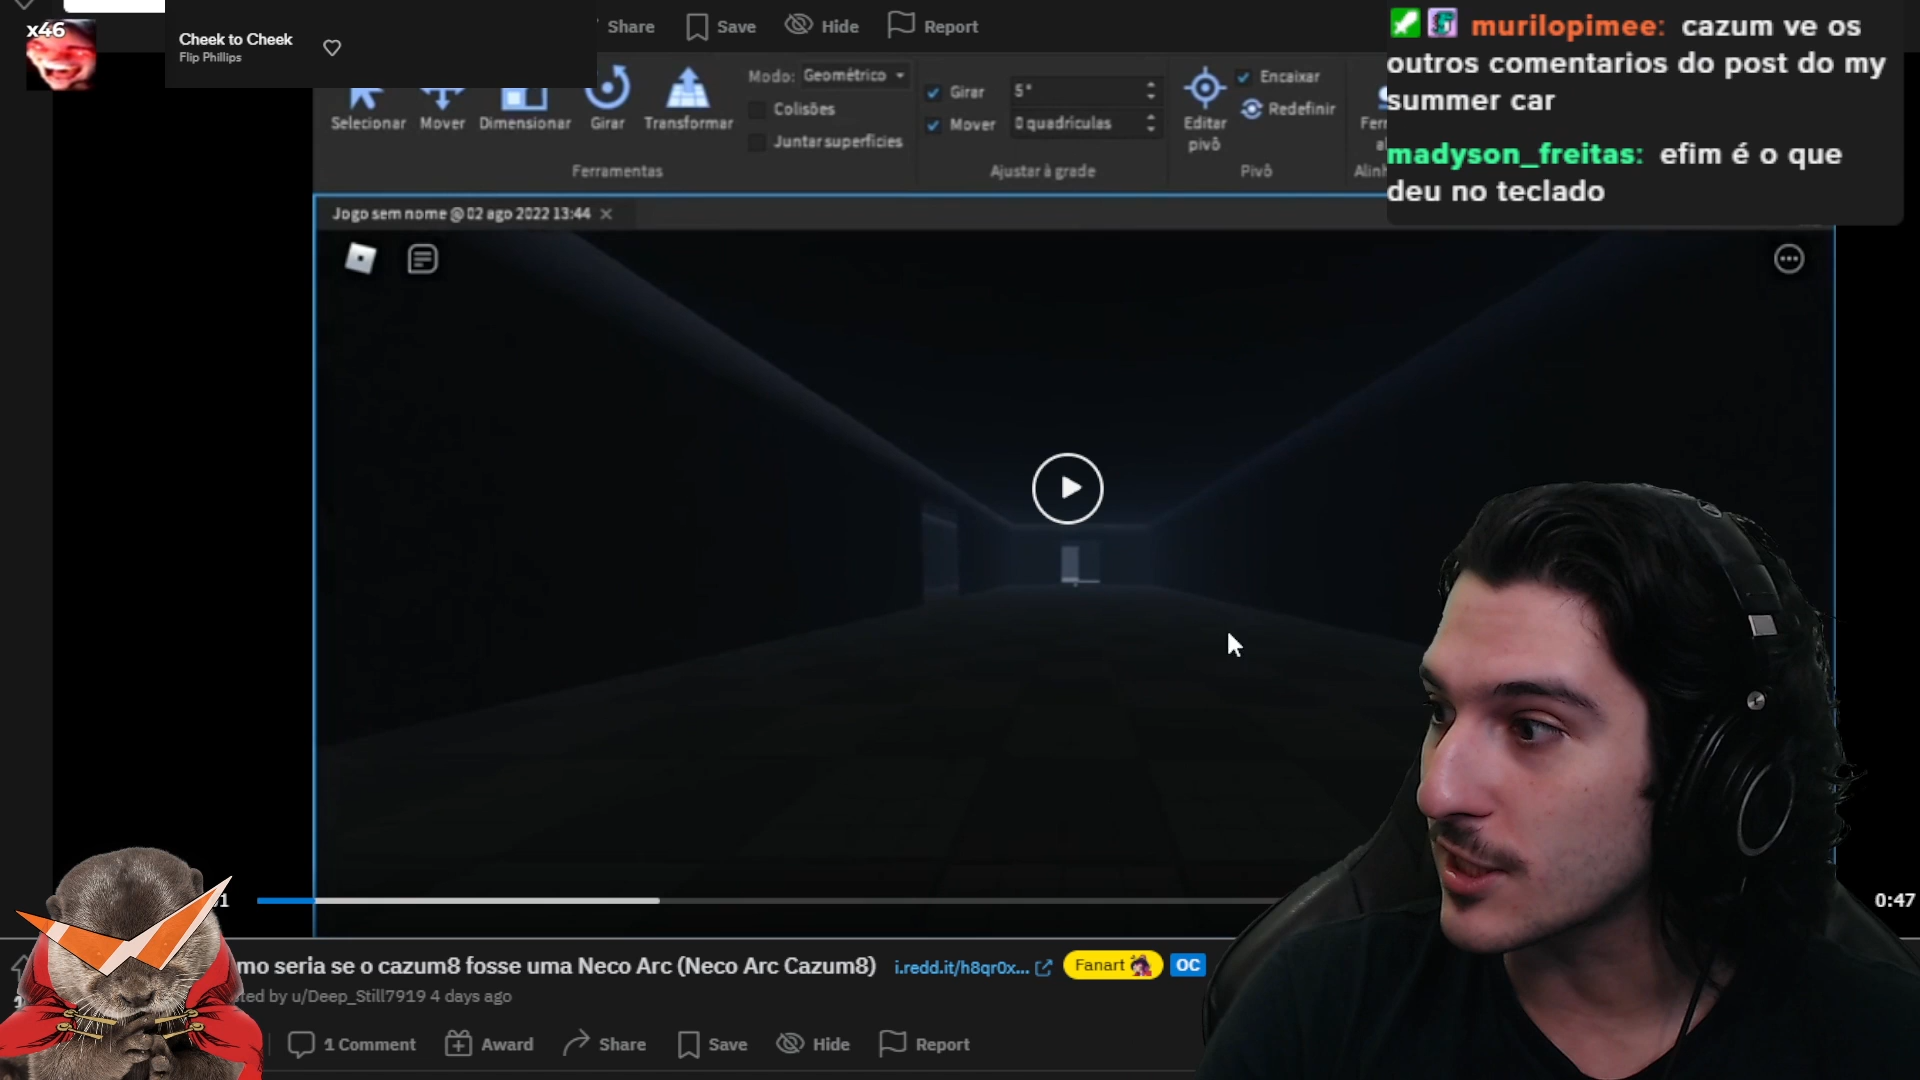 x46
Cheek to Cheek
Flip Phillips
Share
Save
Hide
Report
murilopimee: cazum ve os
outros comentarios do post do my
summer car
madyson_freitas: efim é o que
deu no teclado
Selecionar
Mover
Dimensionar
Girar
Transformar
Modo: Geométrico
Colisões
Juntar superfícies
Ferramentas
Girar
5°
Mover
0 quadrículas
Ajustar à grade
Editar
pivô
Encaixar
Redefinir
Pivô
Jogo sem nome @ 02 ago 2022 13:44
0:47
mo seria se o cazum8 fosse uma Neco Arc (Neco Arc Cazum8)
i.redd.it/h8qr0x...
Fanart
OC
ted by u/Deep_Still7919 4 days ago
1 Comment
Award
Share
Save
Hide
Report